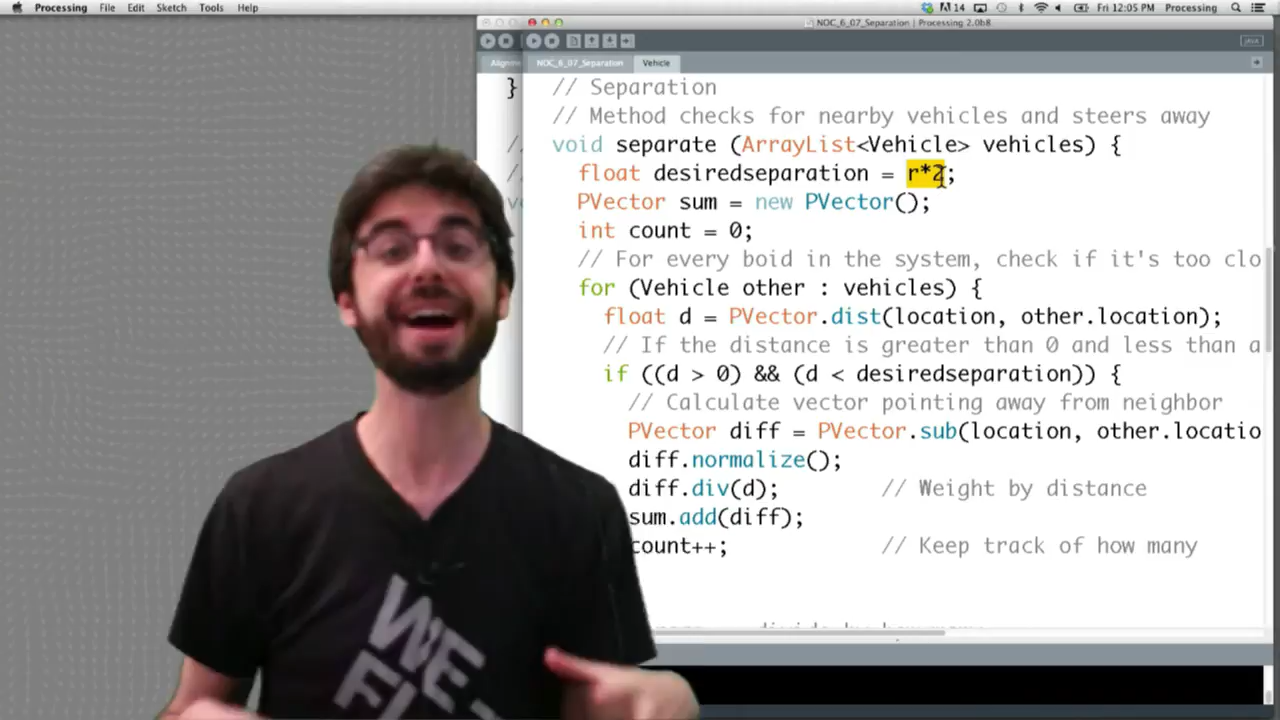 Processing File Edit Sketch Tools Help 14 Fri 12:05 PM Processing
NOC_6_07_Separation | Processing 2.0b8
JAVA
NOC_6_07_Separation Vehicle
}
// Separation
// Method checks for nearby vehicles and steers away
void separate (ArrayList<Vehicle> vehicles) {
float desiredseparation = r*2;
PVector sum = new PVector();
int count = 0;
// For every boid in the system, check if it's too clo
for (Vehicle other : vehicles) {
float d = PVector.dist(location, other.location);
// If the distance is greater than 0 and less than a
if ((d > 0) && (d < desiredseparation)) {
// Calculate vector pointing away from neighbor
PVector diff = PVector.sub(location, other.locatio
diff.normalize();
diff.div(d); // Weight by distance
sum.add(diff);
count++; // Keep track of how many
WE